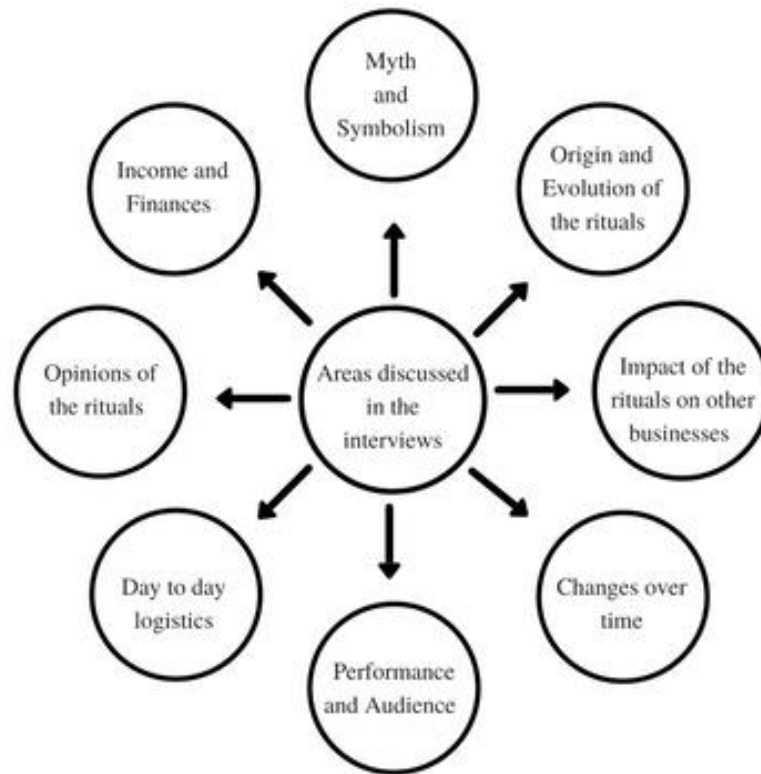 Myth
and
Symbolism
Origin and
Evolution of
the rituals
Impact of the
rituals on other
businesses
Changes over
time
Performance
and Audience
Day to day
logistics
Opinions of
the rituals
Income and
Finances
Areas discussed
in the
interviews